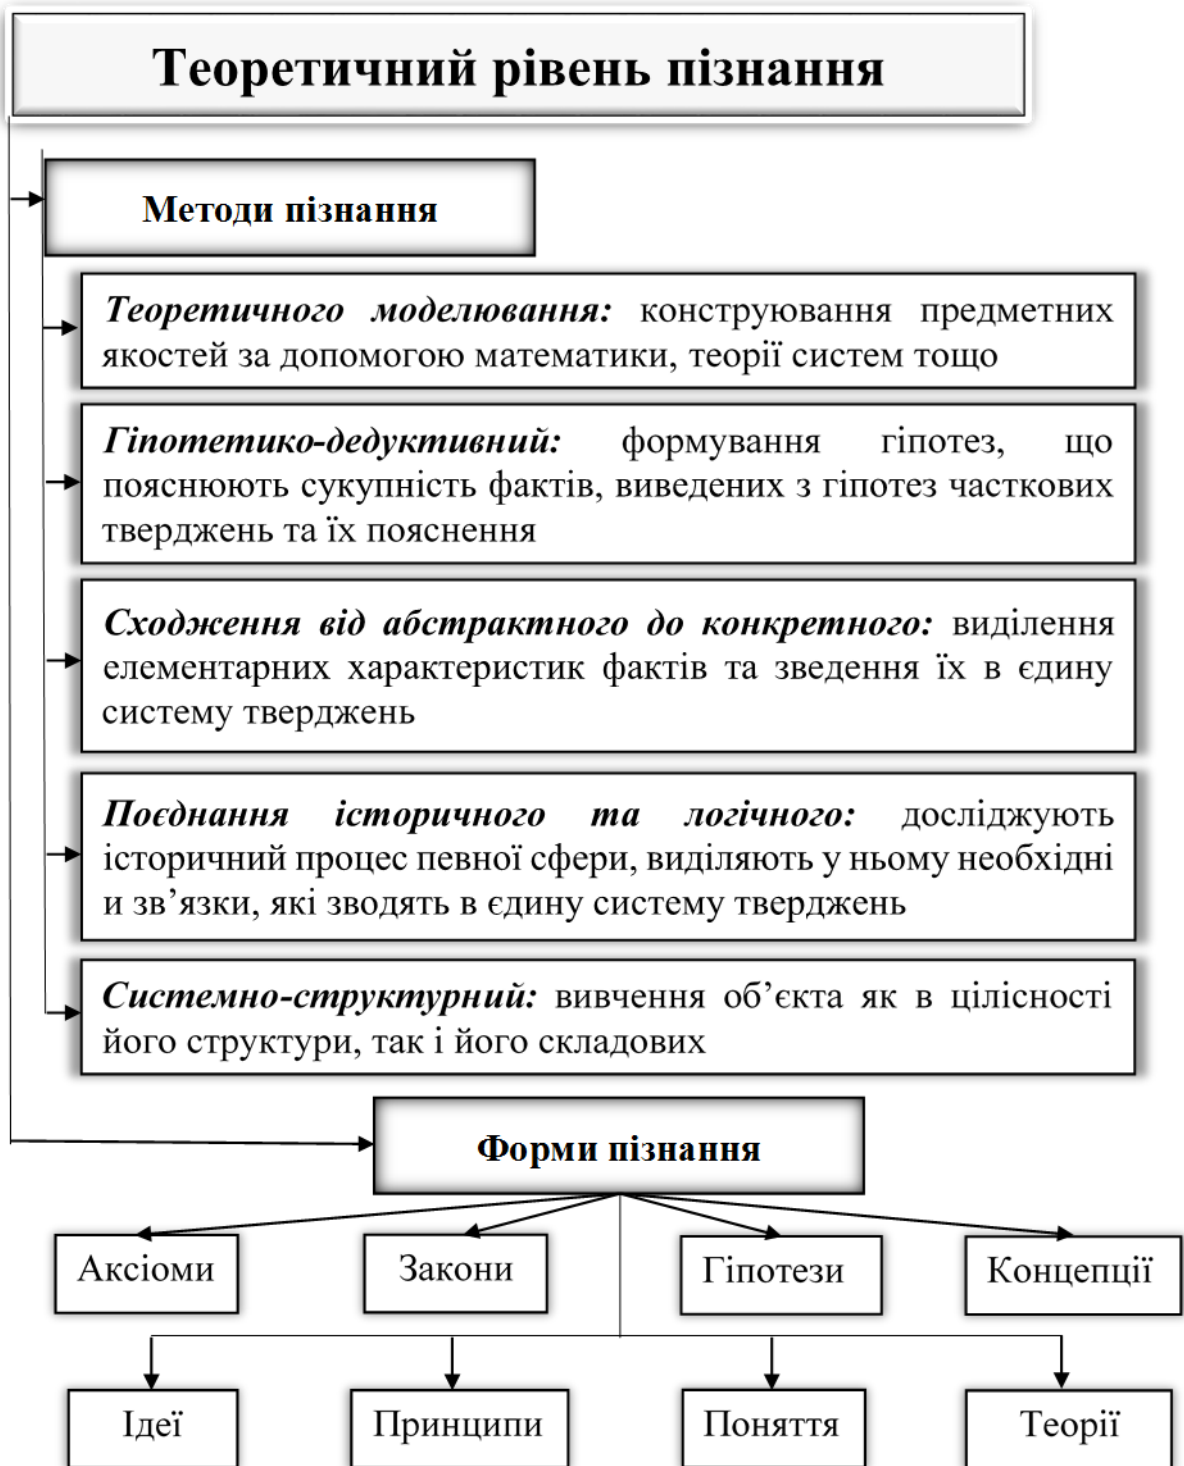 Теоретичний рівень пізнання
Методи пізнання
Теоретичного моделювання: конструювання предметних
якостей за допомогою математики, теорії систем тощо
Гіпотетико-дедуктивний: формування гіпотез, що
пояснюють сукупність фактів, виведених з гіпотез часткових
тверджень та їх пояснення
Сходження від абстрактного до конкретного: виділення
елементарних характеристик фактів та зведення їх в єдину
систему тверджень
Поєднання історичного та логічного: досліджують
історичний процес певної сфери, виділяють у ньому необхідні
и зв’язки, які зводять в єдину систему тверджень
Системно-структурний: вивчення об’єкта як в цілісності
його структури, так і його складових
Форми пізнання
Аксіоми Закони Гіпотези Концепції
Ідеї Принципи Поняття Теорії